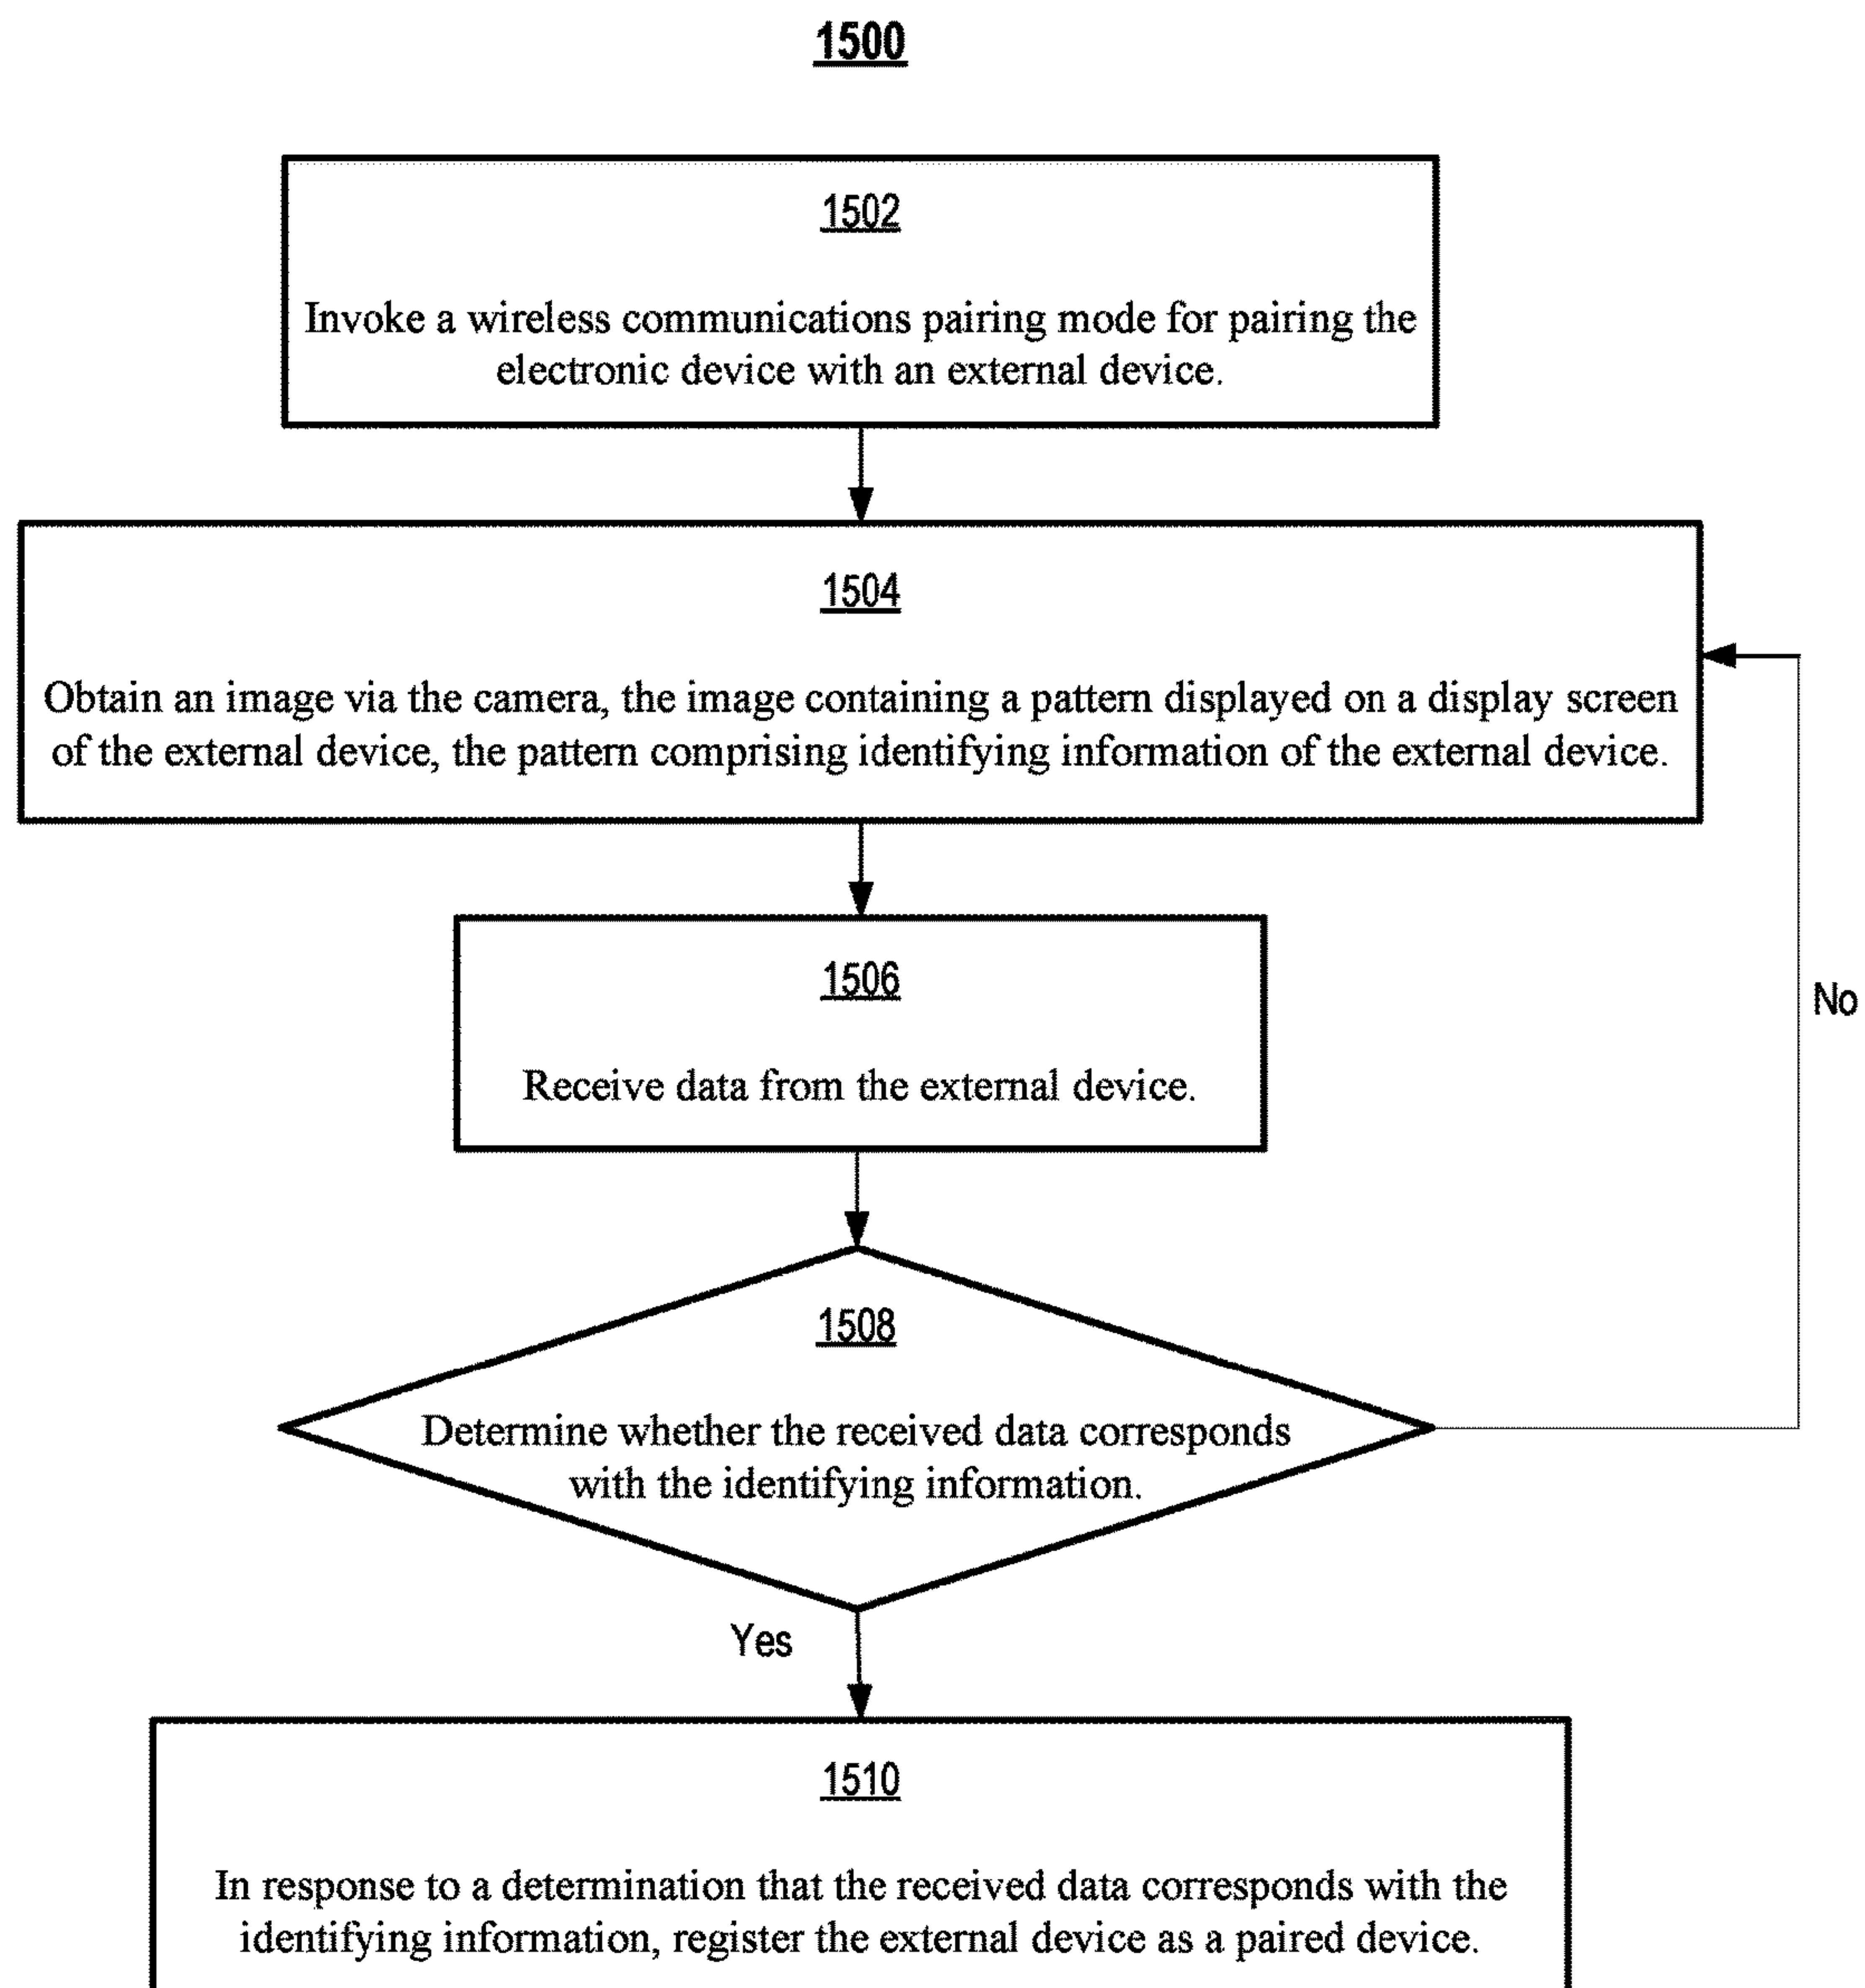 1500
1502
Invoke a wireless communications pairing mode for pairing the
electronic device with an external device.
1504
Obtain an image via the camera, the image containing a pattern displayed on a display screen
of the external device, the pattern comprising identifying information of the external device.
1506
Receive data from the external device.
No
1508
Determine whether the received data corresponds
with the identifying information.
Yes
1510
In response to a determination that the received data corresponds with the
identifying information, register the external device as a paired device.